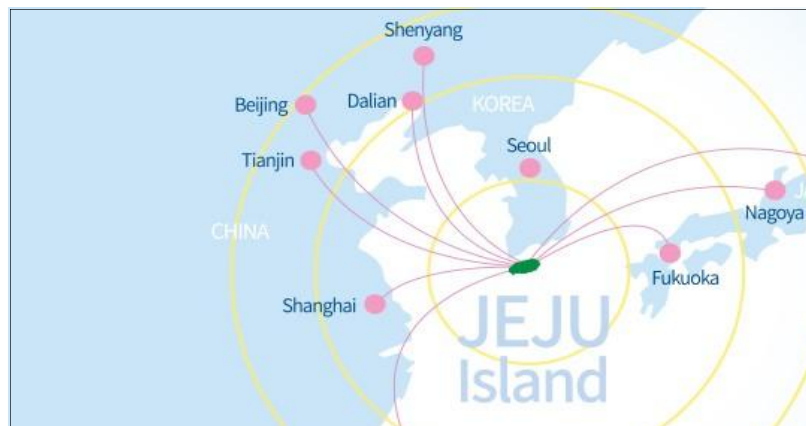 Shenyang
Beijing
Dalian
KOREA
Tianjin
Seoul
Nagoya
CHINA
Fukuoka
Shanghai
JEJU
Island